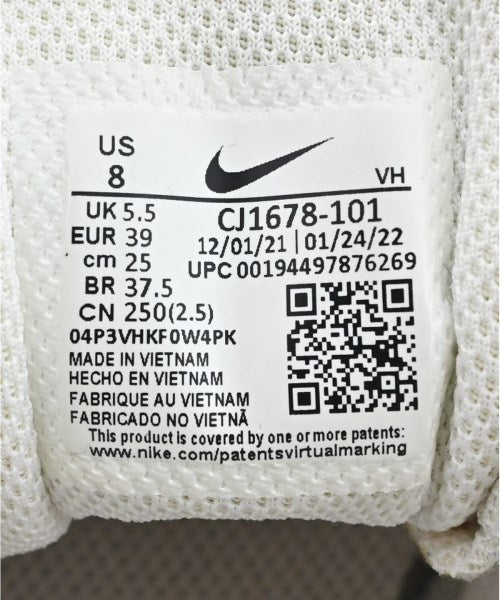 US
8
VH
UK 5.5
EUR 39
cm 25
BR 37.5
CN 250(2.5)
CJ1678-101
12/01/21 | 01/24/22
UPC 00194497876269
04P3VHKF0W4PK
MADE IN VIETNAM
HECHO EN VIETNAM
FABRIQUE AU VIETNAM
FABRICADO NO VIETNÃ
This product is covered by one or more patents:
www.nike.com/patentsvirtualmarking